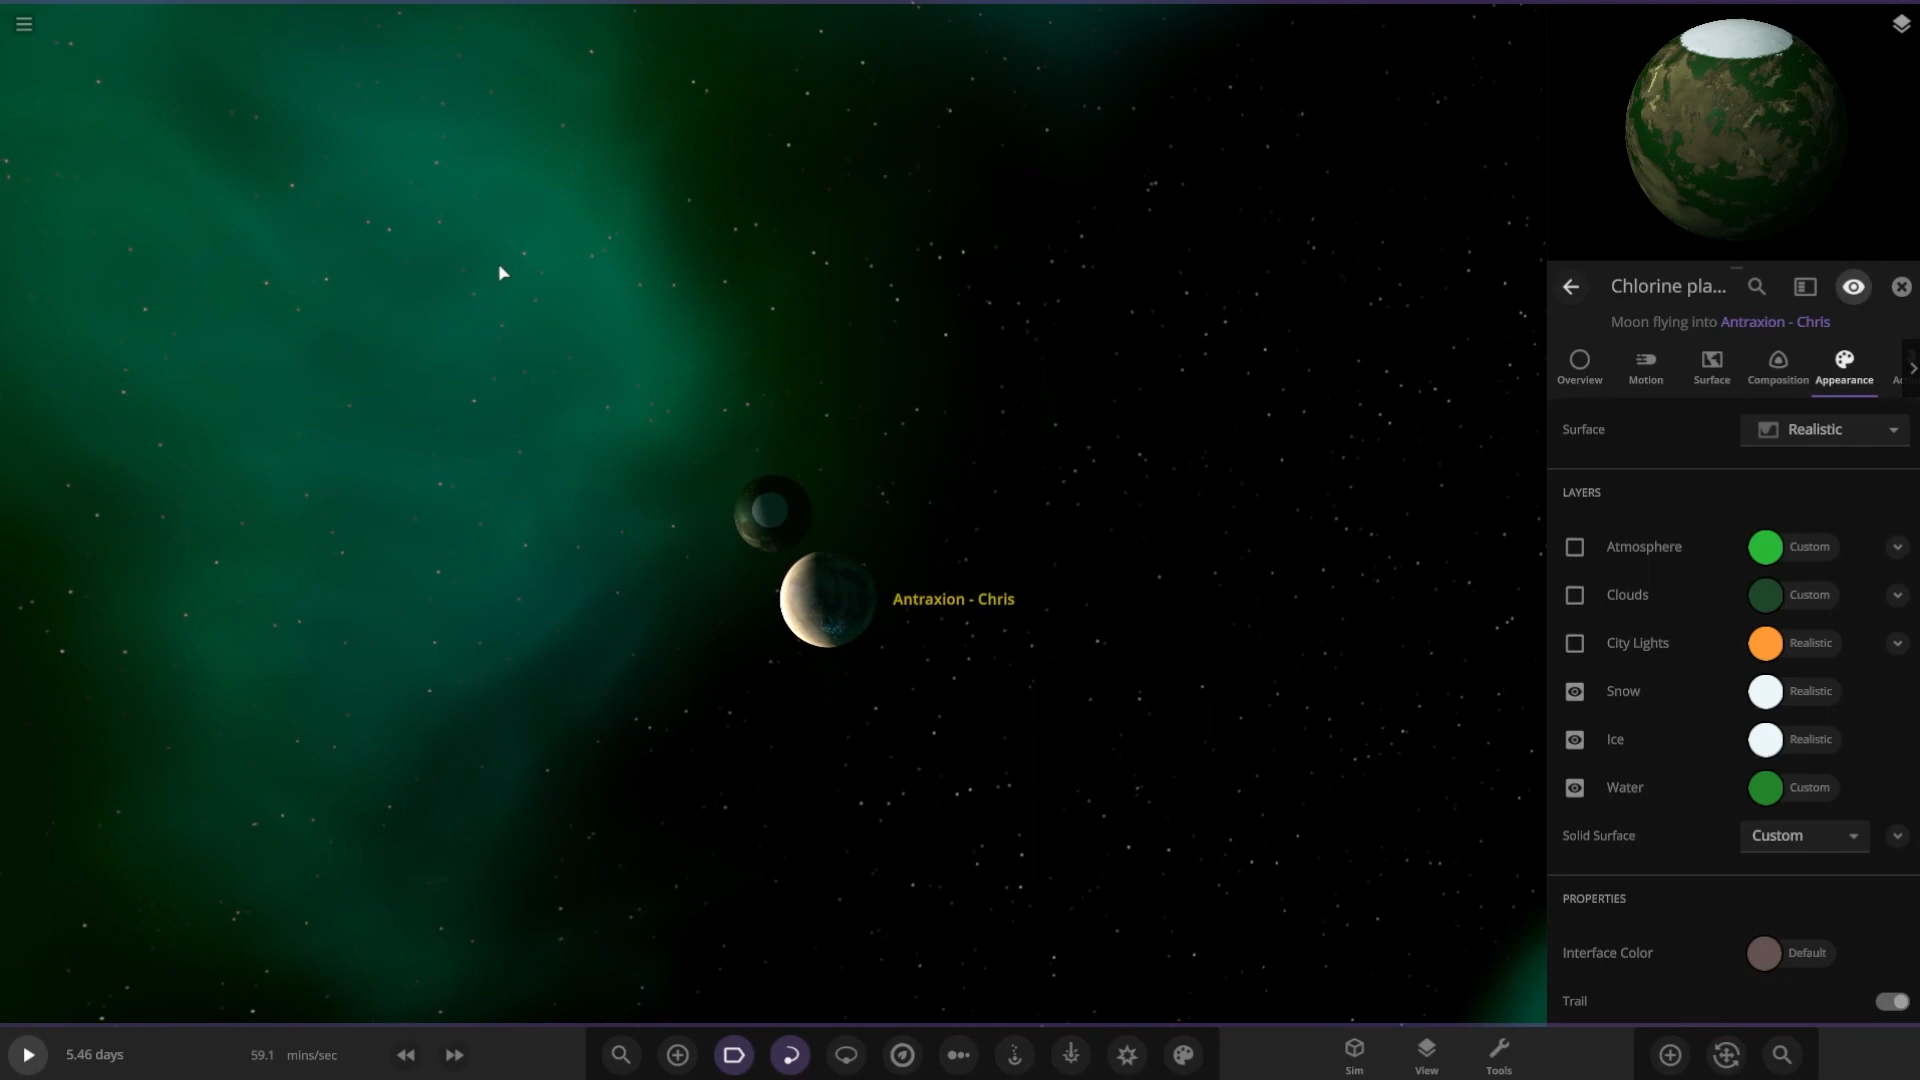 Chlorine pla...
Moon flying into Antraxion - Chris
Overview
Motion
Surface
Composition
Appearance
Surface
Realistic
LAYERS
Atmosphere
Custom
Clouds
Custom
City Lights
Realistic
Snow
Realistic
Ice
Realistic
Water
Custom
Solid Surface
Custom
PROPERTIES
Interface Color
Default
Trail
Antraxion - Chris
5.46 days
59.1 mins/sec
Sim
View
Tools